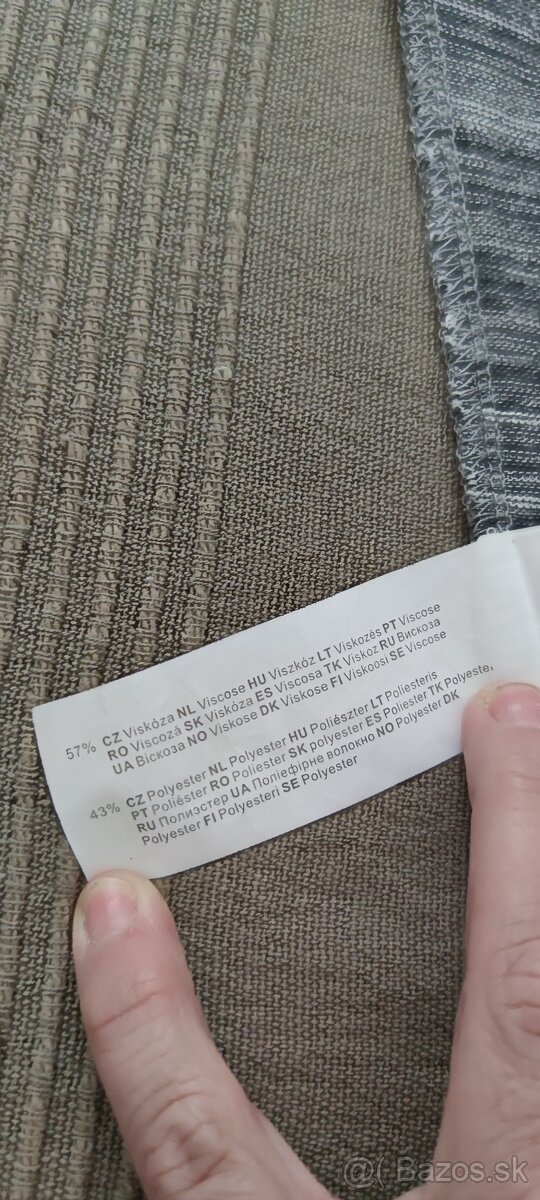 57% CZ Viskóza NL Viscose HU Viszkóz LT Viskozės PT Viscose
RO Viscoză SK Viskóza ES Viscosa TK Viskoz RU Вискоза
UA Віскоза NO Viskose DK Viskose FI Viskoosi SE Viscose
43% CZ Polyester NL Polyester HU Poliészter LT Poliesteris
PT Poliéster RO Poliester SK polyester ES Poliester TK Polyeste,
RU Полиэстер UA Поліефірне волокно NO Polyester DK
Polyester FI Polyesteri SE Polyester
@( Bazos.sk